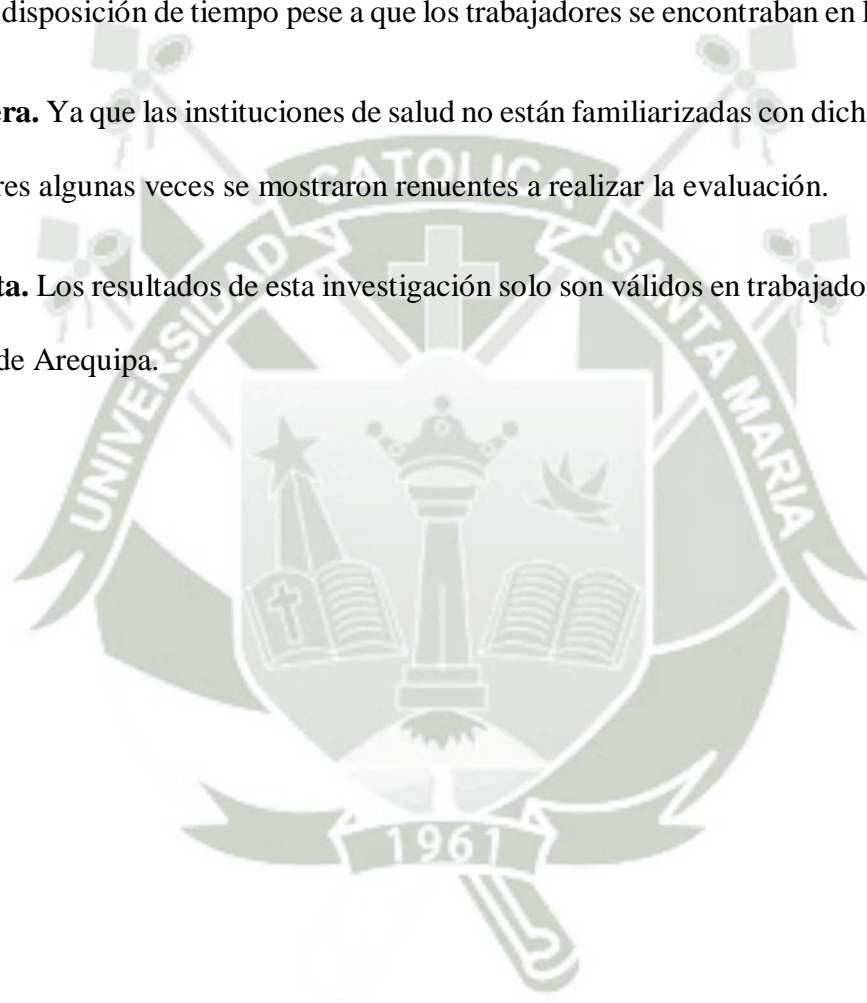 disposición de tiempo pese a que los trabajadores se encontraban en
era. Ya que las instituciones de salud no están familiarizadas con dich
res algunas veces se mostraron renuentes a realizar la evaluación.
ta. Los resultados de esta investigación solo son válidos en trabajado
de Arequipa.
UNIVERSIDAD CATOLICA SANTA MARIA
1961